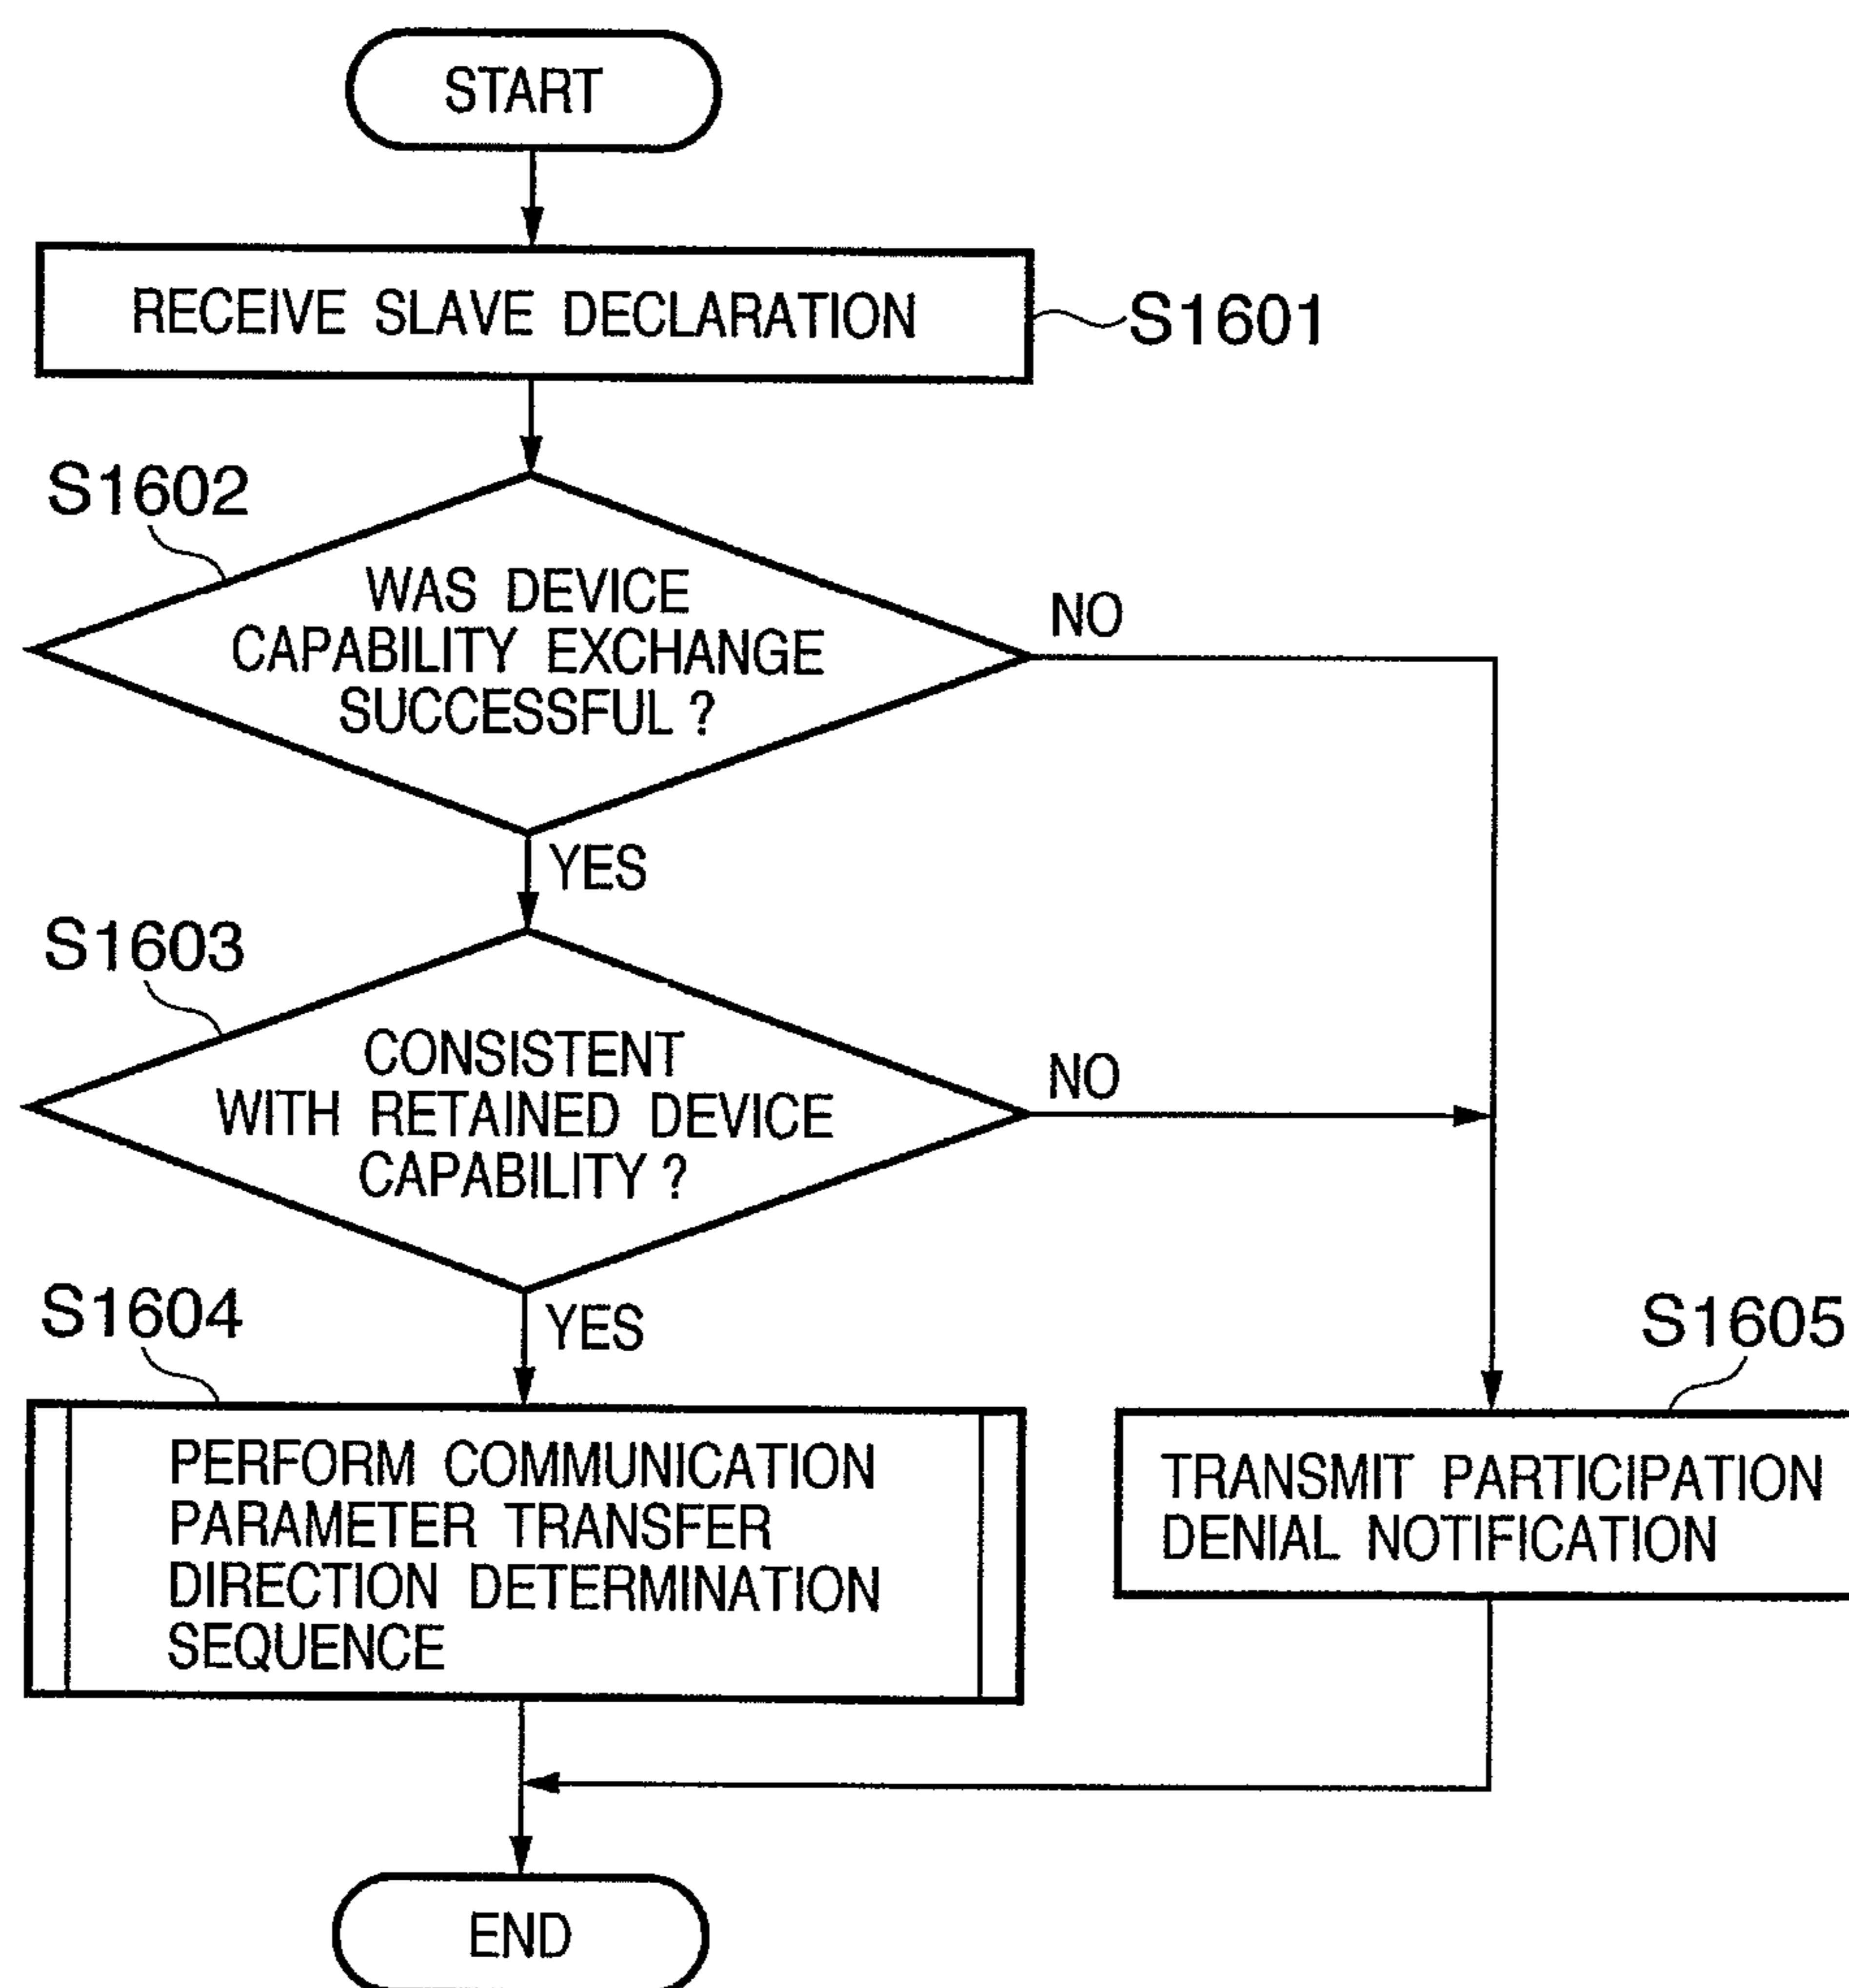 START
RECEIVE SLAVE DECLARATION
S1601
S1602
WAS DEVICE
CAPABILITY EXCHANGE
SUCCESSFUL ?
NO
YES
S1603
CONSISTENT
WITH RETAINED DEVICE
CAPABILITY ?
NO
YES
S1604
PERFORM COMMUNICATION
PARAMETER TRANSFER
DIRECTION DETERMINATION
SEQUENCE
S1605
TRANSMIT PARTICIPATION
DENIAL NOTIFICATION
END